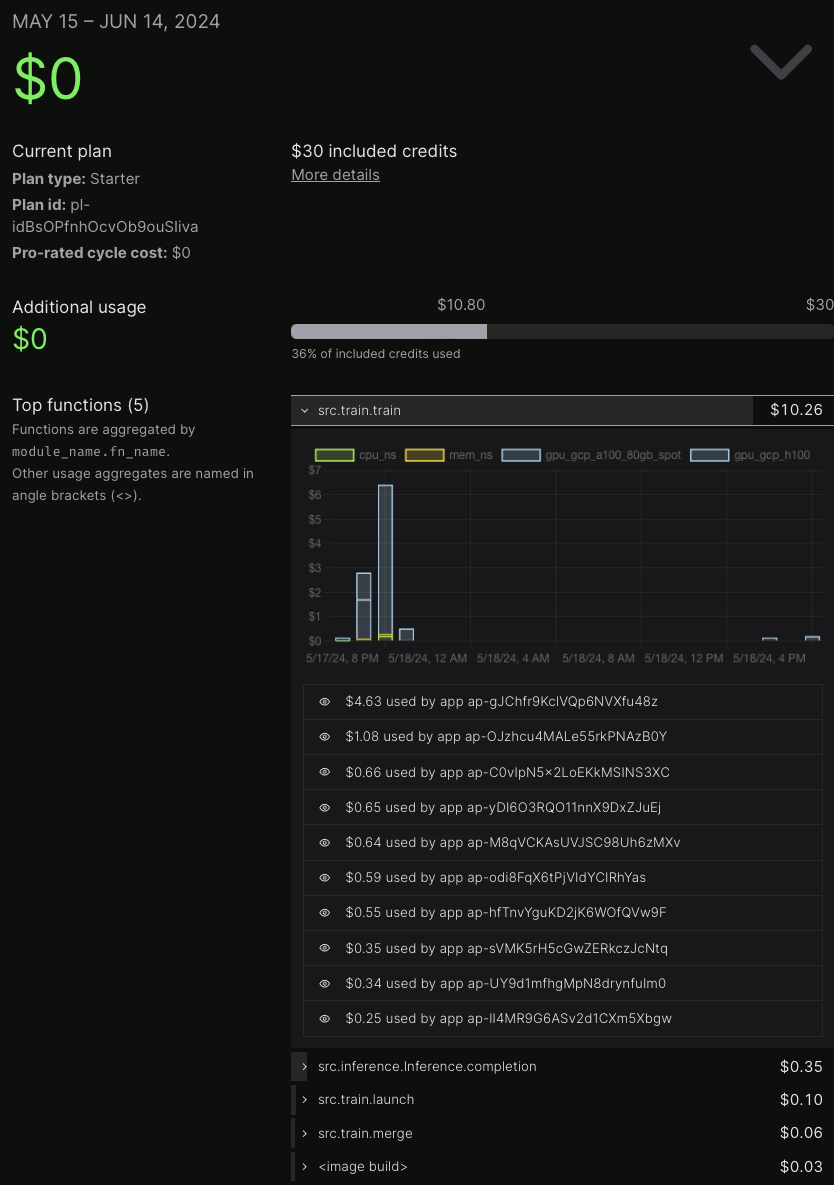 MAY 15 – JUN 14, 2024
$0
Current plan
Plan type: Starter
Plan id: pl-
idBsOPfnhOcvOb9ouSliva
Pro-rated cycle cost: $0
$30 included credits
More details
Additional usage
$0
$10.80
$30
36% of included credits used
Top functions (5)
Functions are aggregated by
module_name.fn_name.
Other usage aggregates are named in
angle brackets (<>).
src.train.train
$10.26
cpu_ns
mem_ns
gpu_gcp_a100_80gb_spot
gpu_gcp_h100
$7
$6
$5
$4
$3
$2
$1
$0
5/17/24, 8 PM
5/18/24, 12 AM
5/18/24, 4 AM
5/18/24, 8 AM
5/18/24, 12 PM
5/18/24, 4 PM
$4.63 used by app ap-gJChfr9KclVQp6NVXfu48z
$1.08 used by app ap-OJzhcu4MALe55rkPNAzB0Y
$0.66 used by app ap-C0vIpN5×2LoEKkMSINS3XC
$0.65 used by app ap-yDI6O3RQO11nnX9DxZJuEj
$0.64 used by app ap-M8qVCKAsUVJSC98Uh6zMXv
$0.59 used by app ap-odi8FqX6tPjVIdYCIRhYas
$0.55 used by app ap-hfTnvYguKD2jK6WOfQVw9F
$0.35 used by app ap-sVMK5rH5cGwZERkczJcNtq
$0.34 used by app ap-UY9d1mfhgMpN8drynfuIm0
$0.25 used by app ap-II4MR9G6ASv2d1CXm5Xbgw
src.inference.Inference.completion
$0.35
src.train.launch
$0.10
src.train.merge
$0.06
<image build>
$0.03